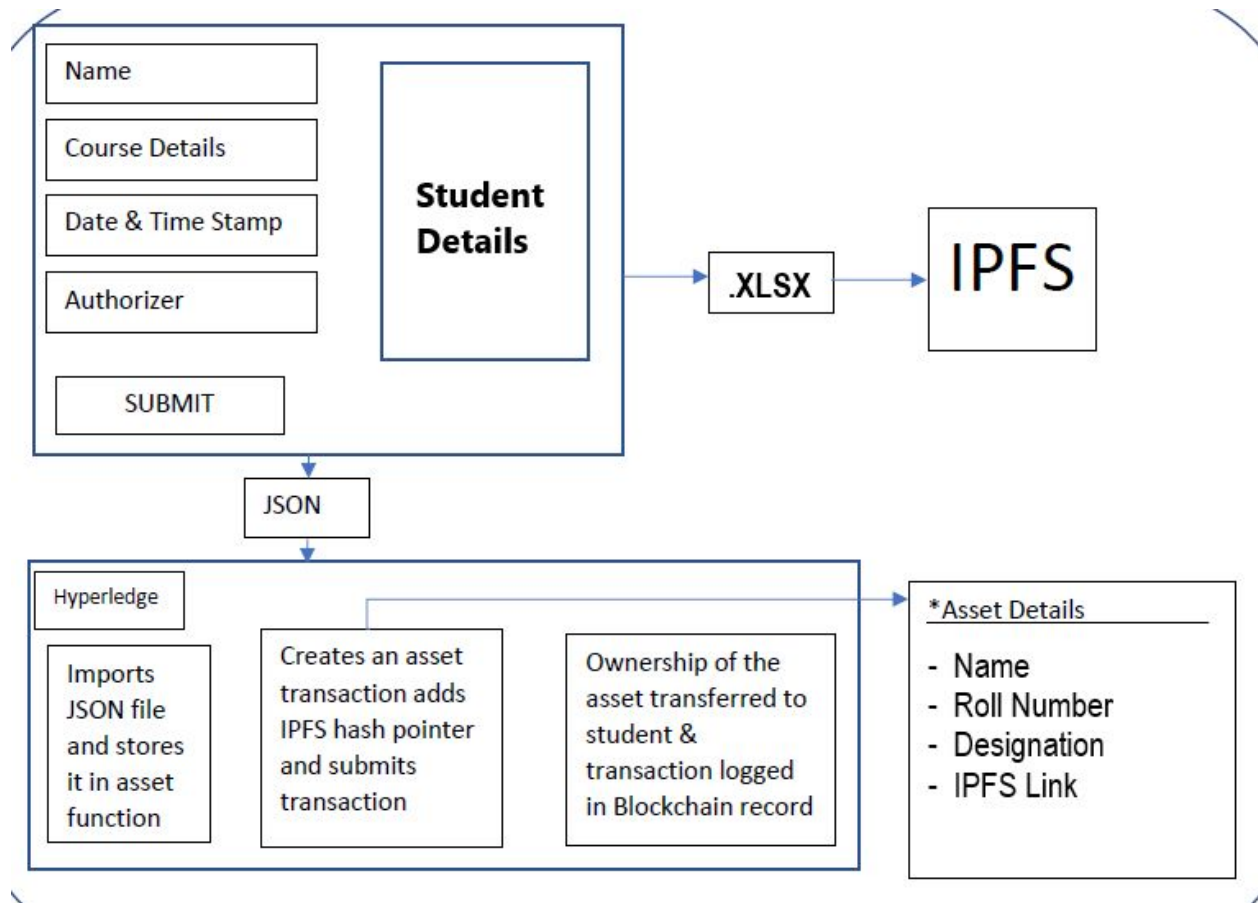 Name
Course Details
Date & Time Stamp
Authorizer
SUBMIT
Student
Details
.XLSX
IPFS
JSON
Hyperledge
Imports
JSON file
and stores
it in asset
function
Creates an asset
transaction adds
IPFS hash pointer
and submits
transaction
Ownership of the
asset transferred to
student &
transaction logged
in Blockchain record
*Asset Details
- Name
- Roll Number
- Designation
- IPFS Link